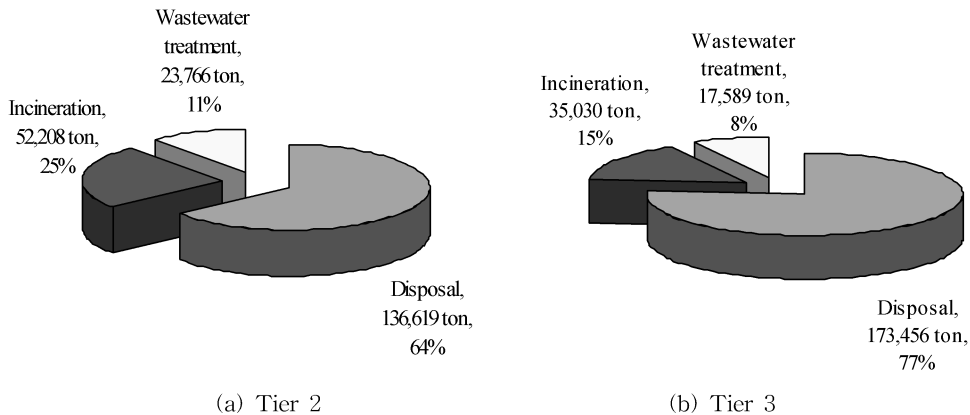 Wastewater
treatment,
23,766 ton,
11%
Incineration,
52,208 ton,
25%
Disposal,
136,619 ton,
64%
(a) Tier 2
Wastewater
treatment,
17,589 ton,
8%
Incineration,
35,030 ton,
15%
Disposal,
173,456 ton,
77%
(b) Tier 3